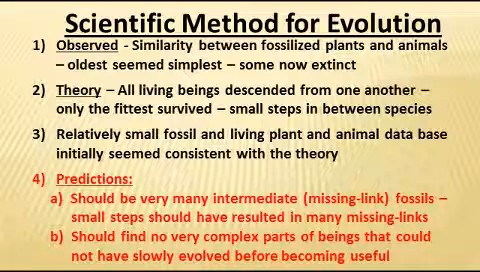 Scientific Method for Evolution
1) Observed - Similarity between fossilized plants and animals
– oldest seemed simplest – some now extinct
2) Theory – All living beings descended from one another –
only the fittest survived – small steps in between species
3) Relatively small fossil and living plant and animal data base
initially seemed consistent with the theory
4) Predictions:
a) Should be very many intermediate (missing-link) fossils –
small steps should have resulted in many missing-links
b) Should find no very complex parts of beings that could
not have slowly evolved before becoming useful